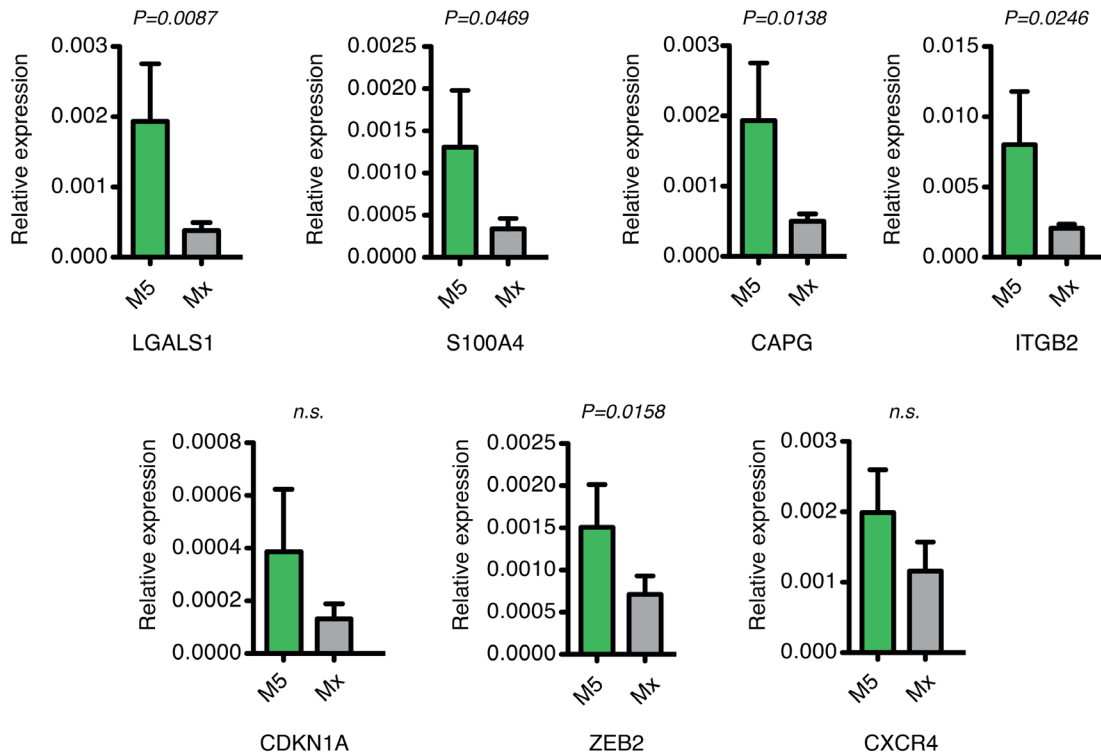 P=0.0087
0.003
0.002
0.001
0.000
Relative expression
M5
Mx
LGALS1
P=0.0469
0.0025
0.0020
0.0015
0.0010
0.0005
0.0000
Relative expression
M5
Mx
S100A4
P=0.0138
0.003
0.002
0.001
0.000
Relative expression
M5
Mx
CAPG
P=0.0246
0.015
0.010
0.005
0.000
Relative expression
M5
Mx
ITGB2
n.s.
0.0008
0.0006
0.0004
0.0002
0.0000
Relative expression
M5
Mx
CDKN1A
P=0.0158
0.0025
0.0020
0.0015
0.0010
0.0005
0.0000
Relative expression
M5
Mx
ZEB2
n.s.
0.003
0.002
0.001
0.000
Relative expression
M5
Mx
CXCR4